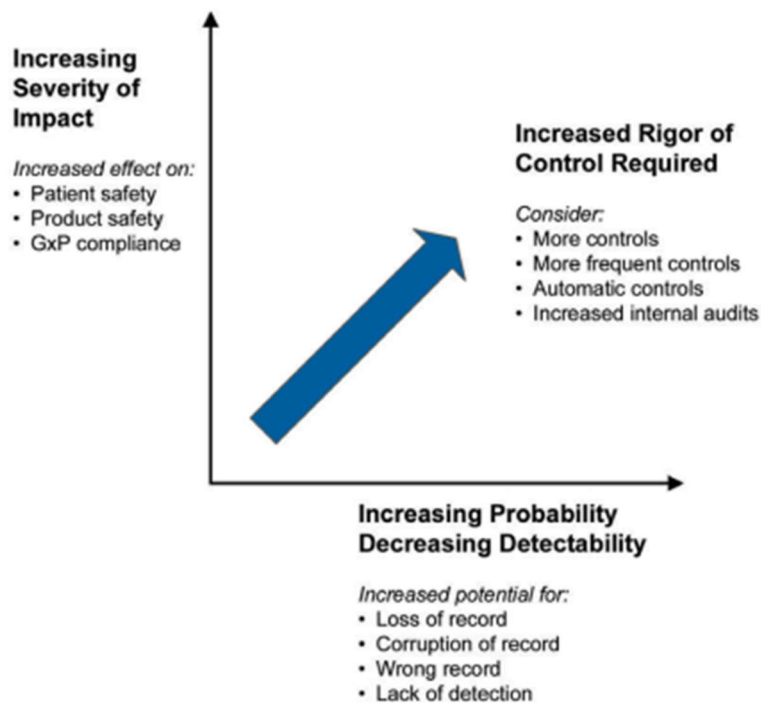 Increasing
Severity of
Impact
Increased effect on:
• Patient safety
• Product safety
• GxP compliance
Increased Rigor of
Control Required
Consider:
• More controls
• More frequent controls
• Automatic controls
• Increased internal audits
Increasing Probability
Decreasing Detectability
Increased potential for:
• Loss of record
• Corruption of record
• Wrong record
• Lack of detection